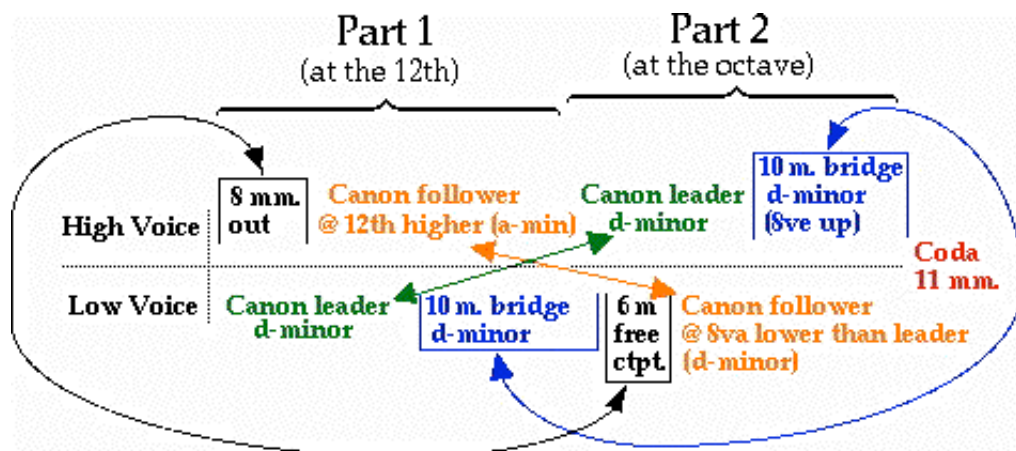 Part 1
(at the 12th)
Part 2
(at the octave)
High Voice
8 mm.
out
Canon follower
@ 12th higher (a-min)
Canon leader
d-minor
10 m. bridge
d-minor
(8ve up)
Coda
11 mm.
Low Voice
Canon leader
d-minor
10 m. bridge
d-minor
6 m
free
ctpt.
Canon follower
@ 8va lower than leader
(d-minor)